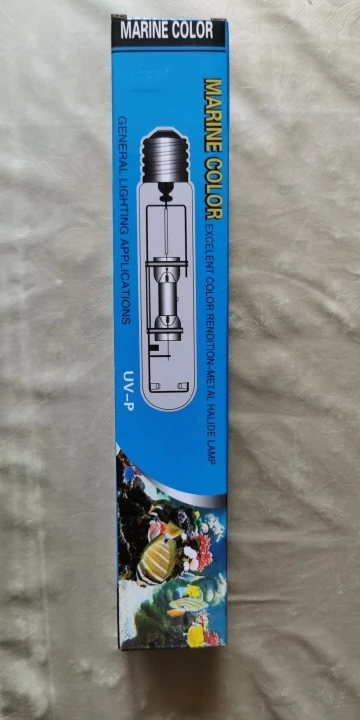 MARINE COLOR
MARINE COLOR
EXCELENT COLOR RENDITION-METAL HALIDE LAMP
GENERAL LIGHTING APPLICATIONS
UV-P